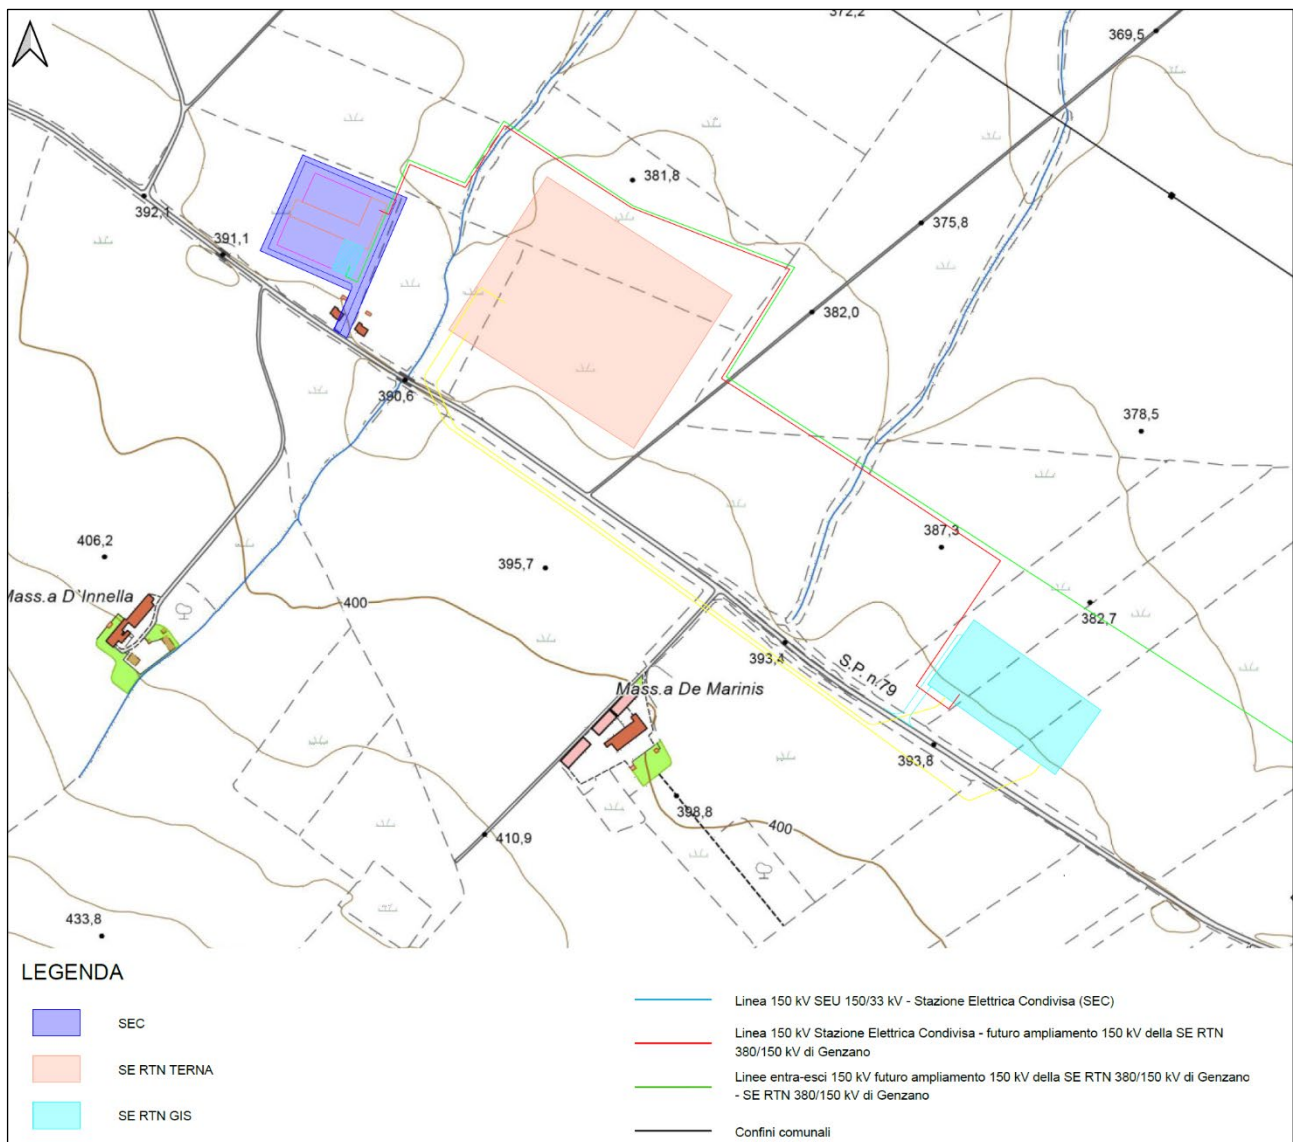 372,2
369,5
381,8
392,1
391,1
375,8
382,0
390,6
378,5
387,3
406,2
395,7
Mass.a D'Innella
400
382,7
393,4
S.P. n.79
Mass.a De Marinis
393,8
398,8
400
410,9
433,8
LEGENDA
SEC
SE RTN TERNA
SE RTN GIS
Linea 150 kV SEU 150/33 kV - Stazione Elettrica Condivisa (SEC)
Linea 150 kV Stazione Elettrica Condivisa - futuro ampliamento 150 kV della SE RTN
380/150 kV di Genzano
Linee entra-esci 150 kV futuro ampliamento 150 kV della SE RTN 380/150 kV di Genzano
- SE RTN 380/150 kV di Genzano
Confini comunali